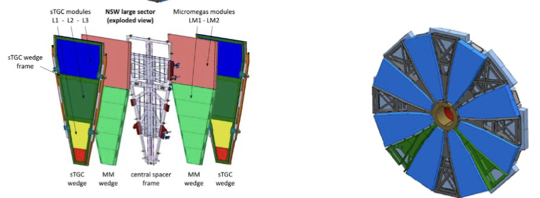 sTGC modules
L1 - L2 - L3
NSW large sector
(exploded view)
Micromegas modules
LM1 - LM2
sTGC wedge
frame
sTGC
wedge
MM
wedge
central spacer
frame
MM
wedge
sTGC
wedge